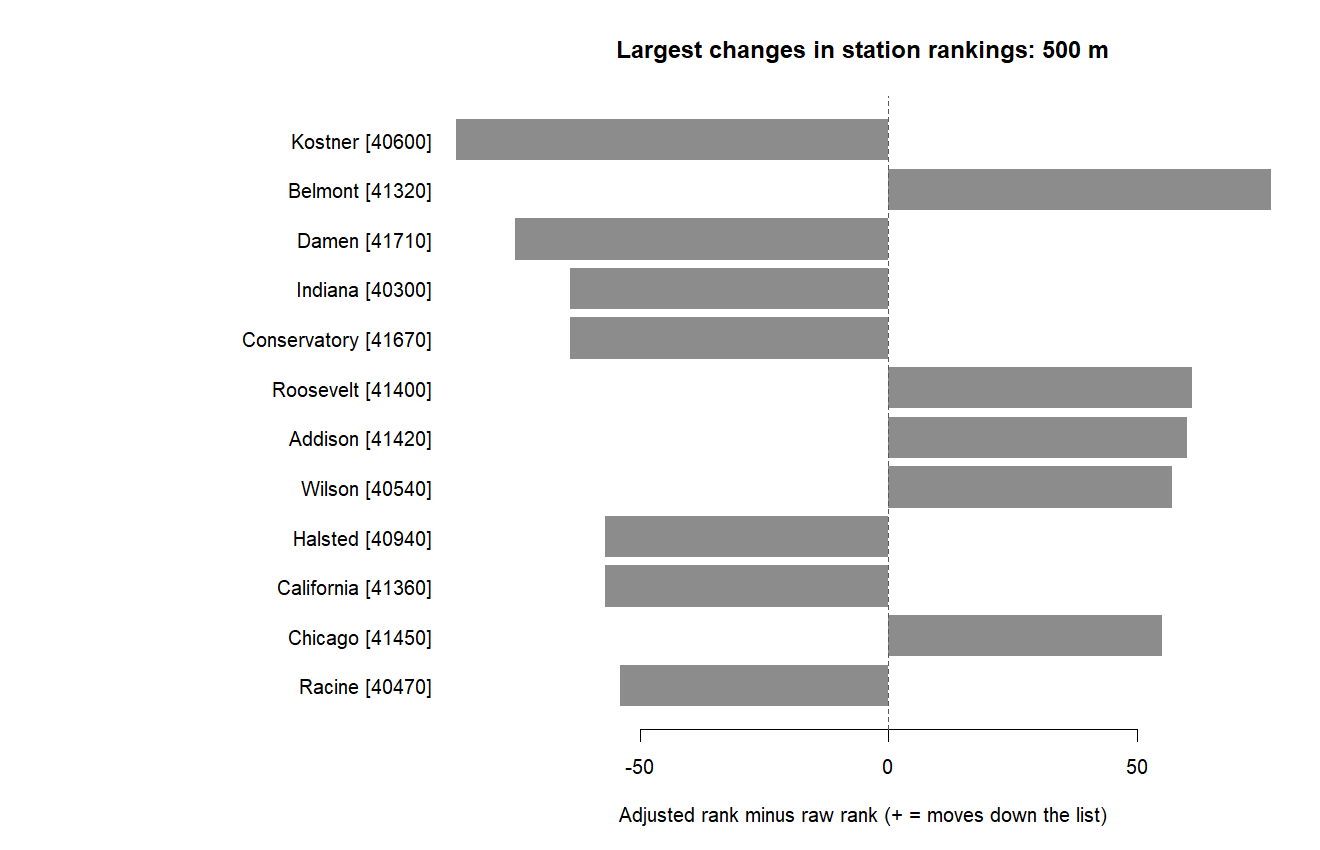 Largest changes in station rankings: 500 m
Kostner [40600]
Belmont [41320]
Damen [41710]
Indiana [40300]
Conservatory [41670]
Roosevelt [41400]
Addison [41420]
Wilson [40540]
Halsted [40940]
California [41360]
Chicago [41450]
Racine [40470]
-50 0 50
Adjusted rank minus raw rank (+ = moves down the list)